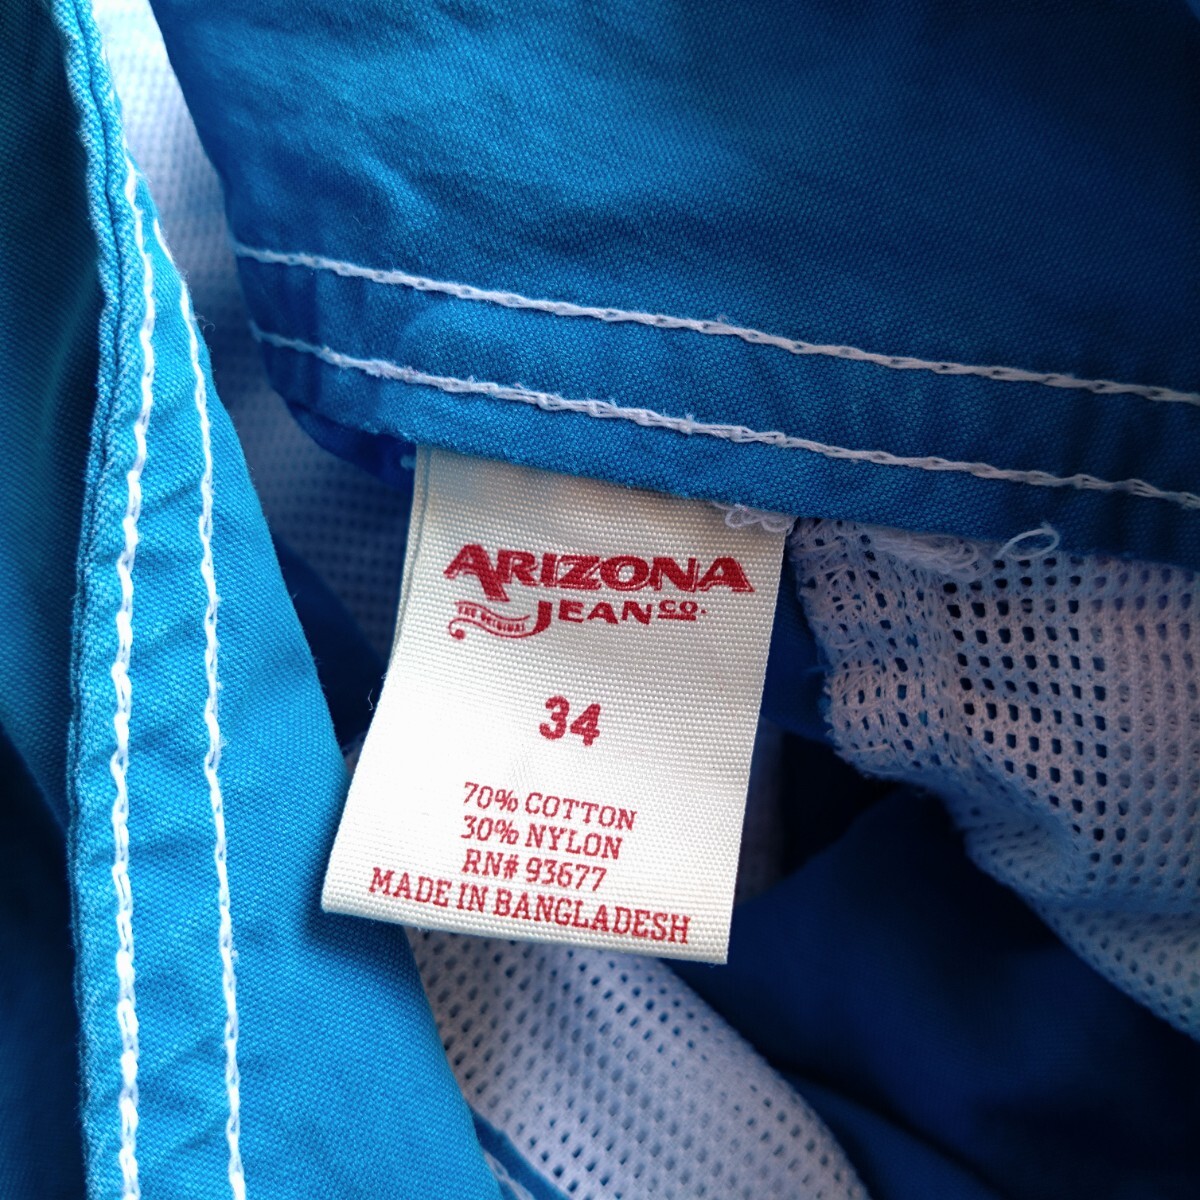 ARIZONA
THE ORIGINAL JEAN CO.
34
70% COTTON
30% NYLON
RN# 93677
MADE IN BANGLADESH